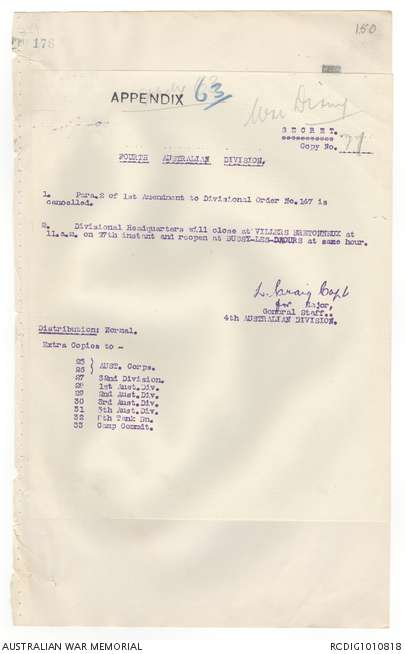 178
150
APPENDIX 63
War Diary
SECRET.
Copy No. 71
FOURTH AUSTRALIAN DIVISION.
1. Para.2 of 1st Amendment to Divisional Order No.167 is
cancelled.
2. Divisional Headquarters will close at VILLERS BRETONNEUX at
11.a.m. on 27th instant and reopen at BUSSY-LES-DAOURS at same hour.
L. Craig Capt
for Major,
General Staff.
4th AUSTRALIAN DIVISION.
Distribution: Normal.
Extra Copies to -
25 )
26 ) AUST. Corps.
27 32nd Division.
28 1st Aust.Div.
29 2nd Aust.Div.
30 3rd Aust.Div.
31 5th Aust.Div.
32 8th Tank Bn.
33 Camp Commdt.
AUSTRALIAN WAR MEMORIAL
RCDIG1010818